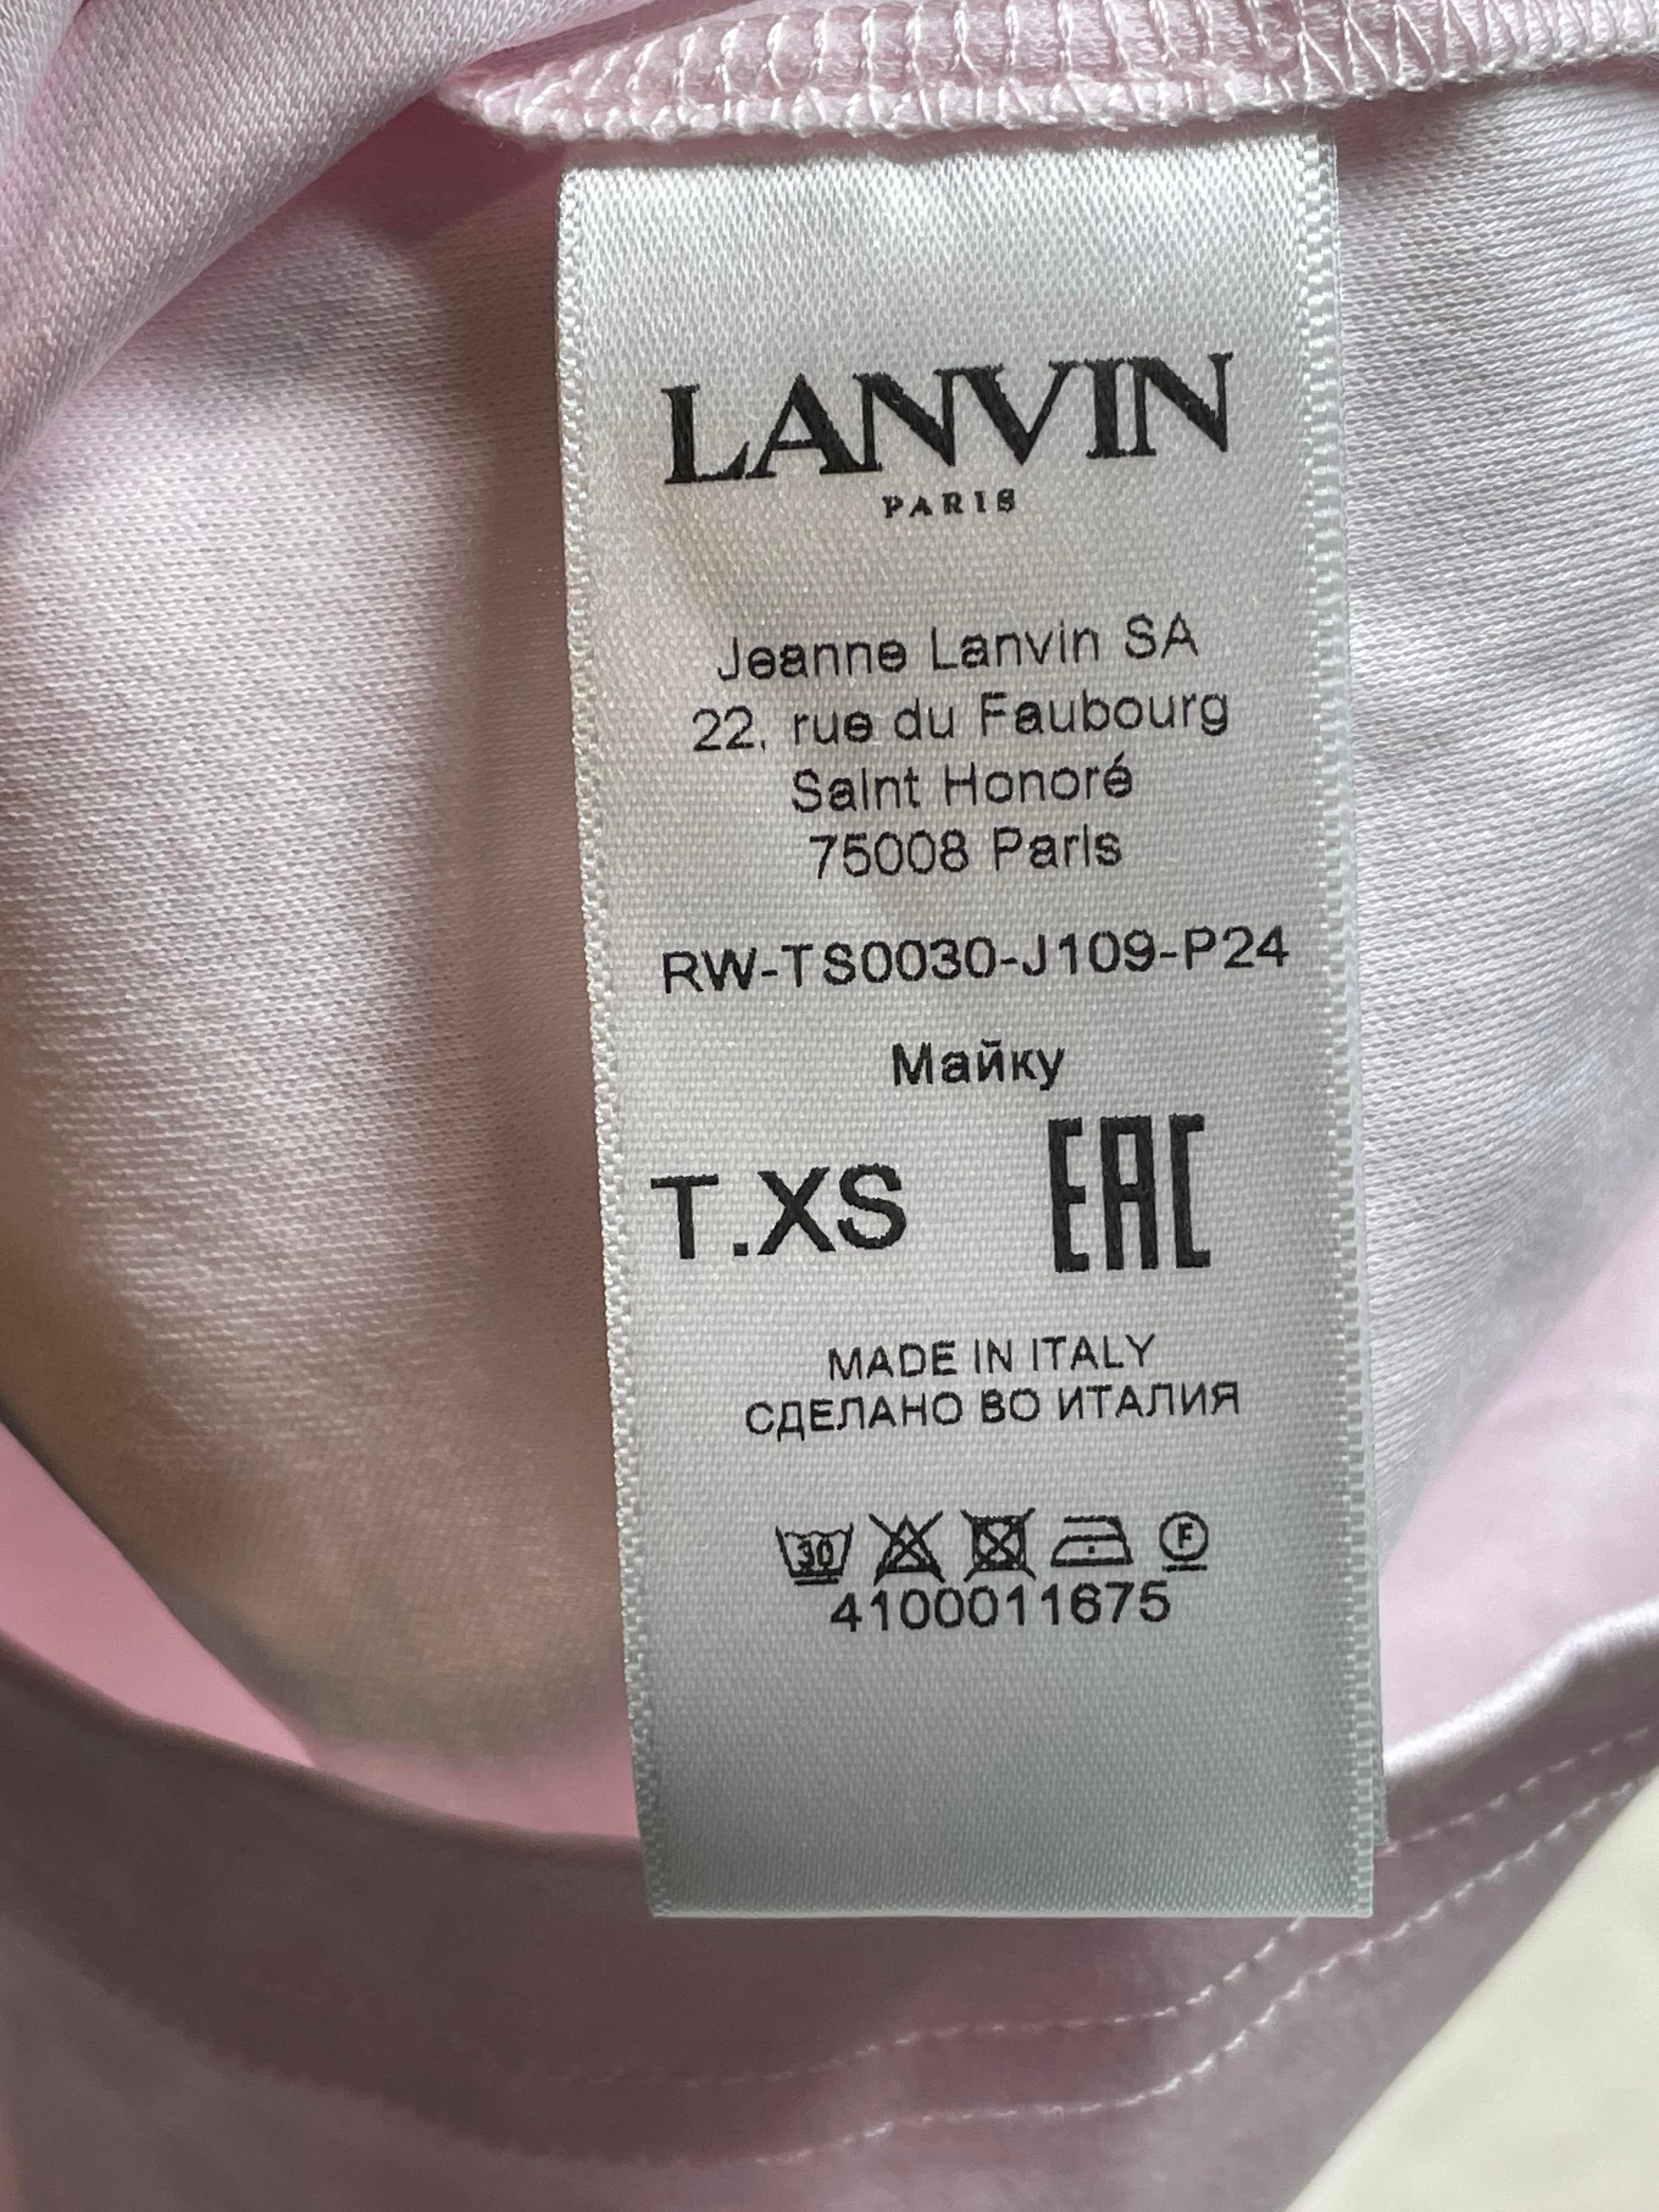 LANVIN
PARIS
Jeanne Lanvin SA
22, rue du Faubourg
Saint Honoré
75008 Paris
RW-TS0030-J109-P24
Майку
T.XS EAC
MADE IN ITALY
СДЕЛАНО ВО ИТАЛИЯ
30 F
4100011675